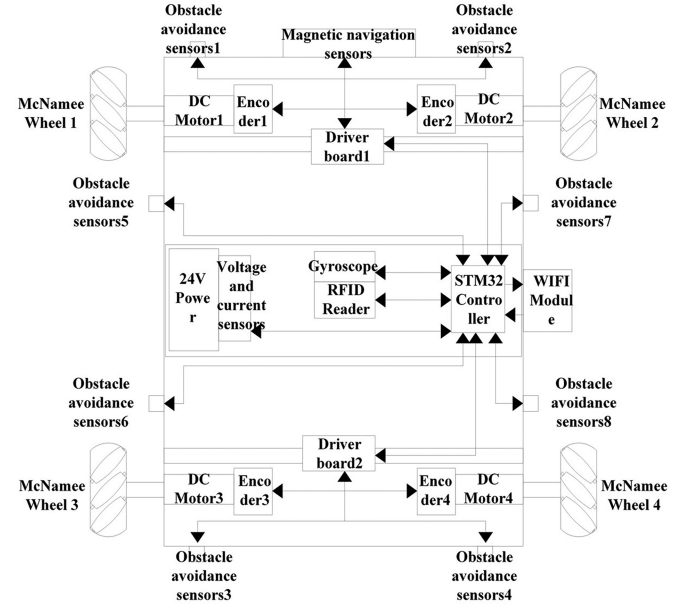 Obstacle
avoidance
sensors1
Magnetic navigation
sensors
Obstacle
avoidance
sensors2
McNamee
Wheel 1
DC
Motor1
Enco
der1
Enco
der2
DC
Motor2
McNamee
Wheel 2
Driver
board1
Obstacle
avoidance
sensors5
Obstacle
avoidance
sensors7
24V
Powe
r
Voltage
and
current
sensors
Gyroscope
RFID
Reader
STM32
Contro
ller
WIFI
Modul
e
Obstacle
avoidance
sensors6
Obstacle
avoidance
sensors8
Driver
board2
McNamee
Wheel 3
DC
Motor3
Enco
der3
Enco
der4
DC
Motor4
McNamee
Wheel 4
Obstacle
avoidance
sensors3
Obstacle
avoidance
sensors4